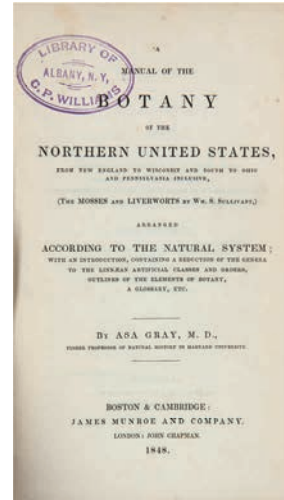 LIBRARY OF
ALBANY, N.Y,
C. P. WILLIAMS
A
MANUAL OF THE
BOTANY
OF THE
NORTHERN UNITED STATES,
FROM NEW ENGLAND TO WISCONSIN AND SOUTH TO OHIO
AND PENNSYLVANIA INCLUSIVE,
(THE MOSSES AND LIVERWORTS BY WM. S. SULLIVANT,)
ARRANGED
ACCORDING TO THE NATURAL SYSTEM;
WITH AN INTRODUCTION, CONTAINING A REDUCTION OF THE GENERA
TO THE LINNÆAN ARTIFICIAL CLASSES AND ORDERS,
OUTLINES OF THE ELEMENTS OF BOTANY,
A GLOSSARY, ETC.
BY ASA GRAY, M. D.,
FISHER PROFESSOR OF NATURAL HISTORY IN HARVARD UNIVERSITY.
BOSTON & CAMBRIDGE:
JAMES MUNROE AND COMPANY.
LONDON: JOHN CHAPMAN.
1848.